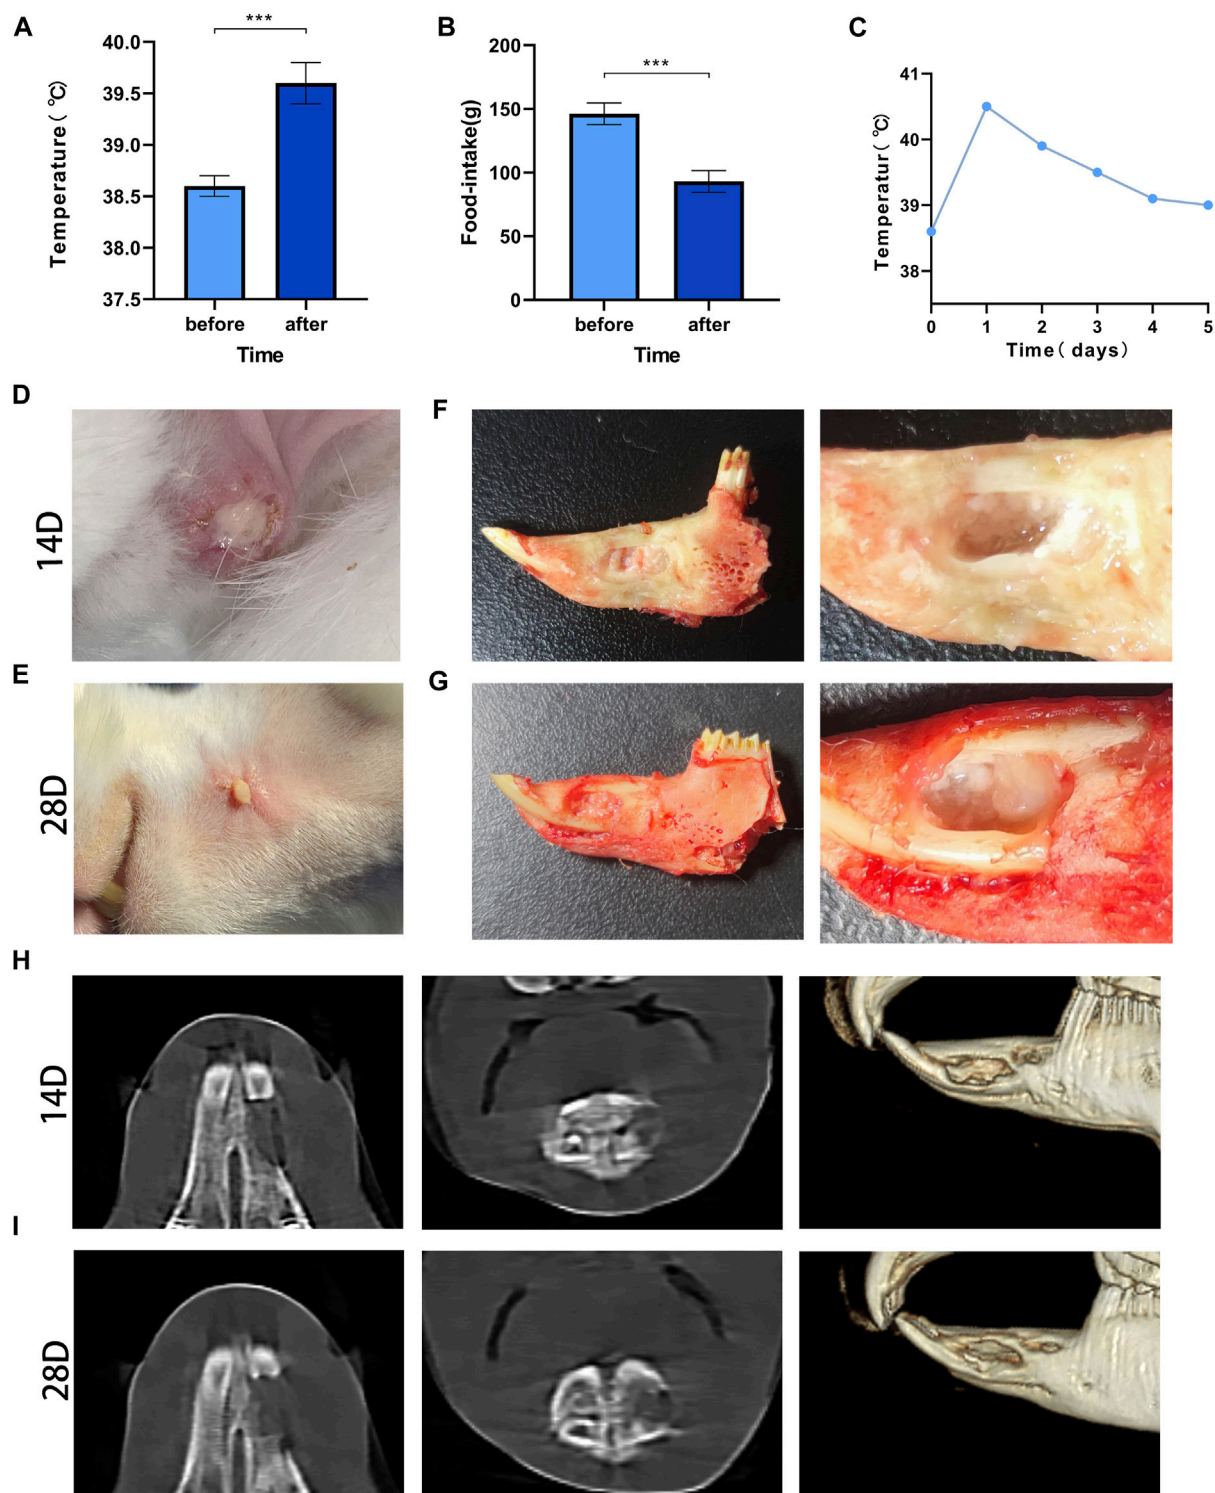 A
***
40.0
39.5
39.0
38.5
38.0
37.5
Temperature( ℃)
before
after
Time
B
***
200
150
100
50
0
Food-intake(g)
before
after
Time
C
41
40
39
38
Temperatur( ℃)
0 1 2 3 4 5
Time( days)
D
14D
E
28D
F
G
H
14D
I
28D